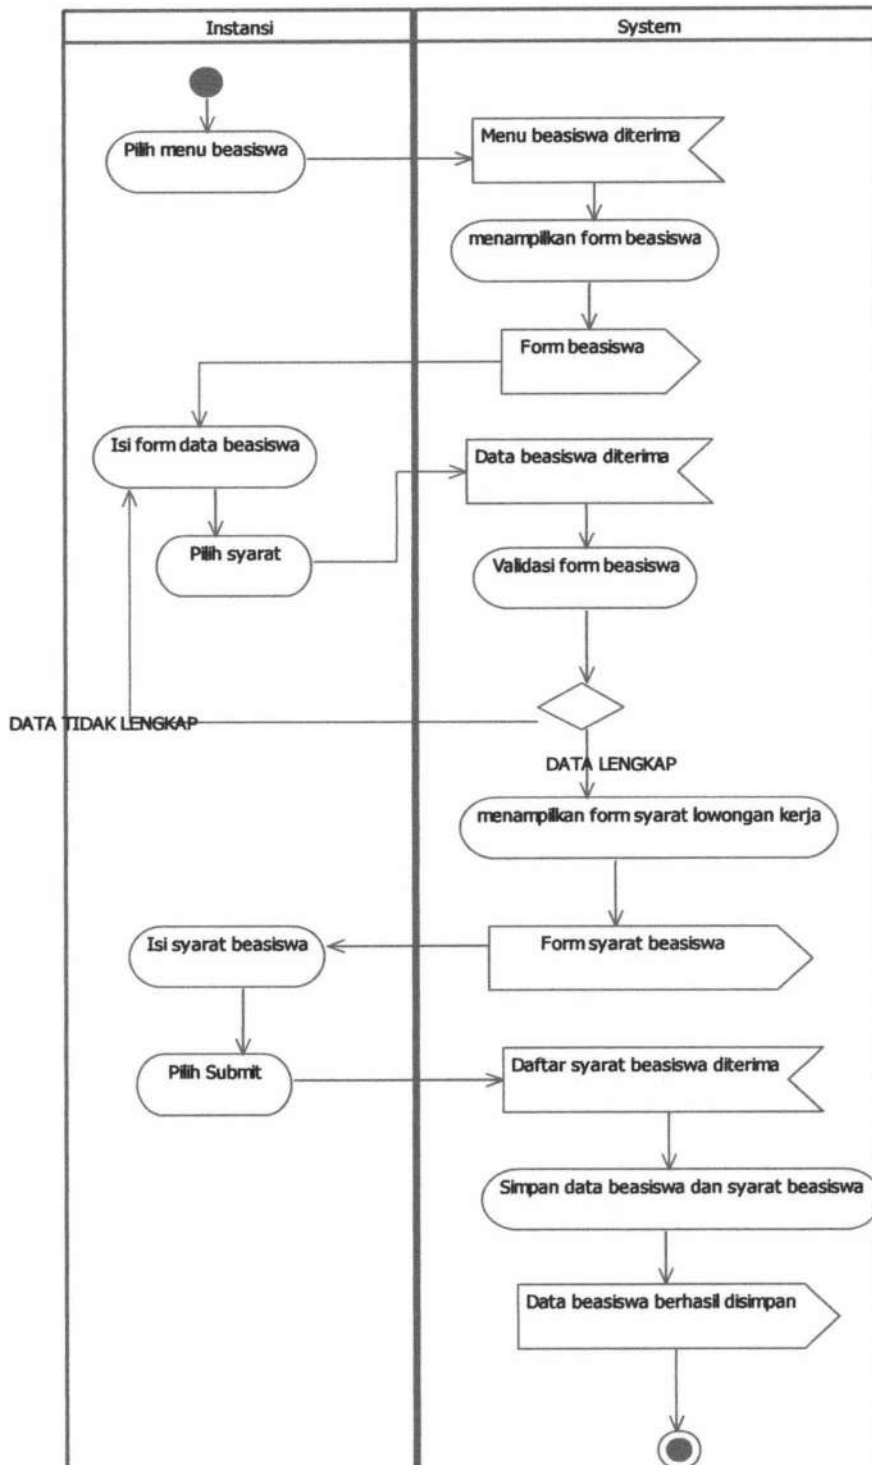 Instansi
System
Pilih menu beasiswa
Menu beasiswa diterima
menampilkan form beasiswa
Form beasiswa
Isi form data beasiswa
Data beasiswa diterima
Pilih syarat
Validasi form beasiswa
DATA TIDAK LENGKAP
DATA LENGKAP
menampilkan form syarat lowongan kerja
Isi syarat beasiswa
Form syarat beasiswa
Pilih Submit
Daftar syarat beasiswa diterima
Simpan data beasiswa dan syarat beasiswa
Data beasiswa berhasil disimpan